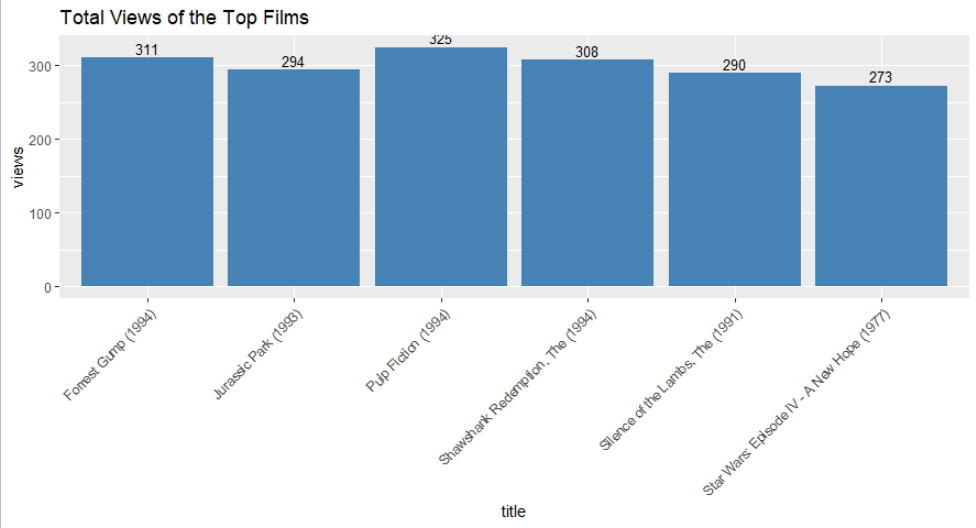 Total Views of the Top Films
325
311
308
294
290
273
300
200
100
0
views
Forrest Gump (1994)
Jurassic Park (1993)
Pulp Fiction (1994)
Shawshank Redemption, The (1994)
Silence of the Lambs, The (1991)
Star Wars: Episode IV - A New Hope (1977)
title